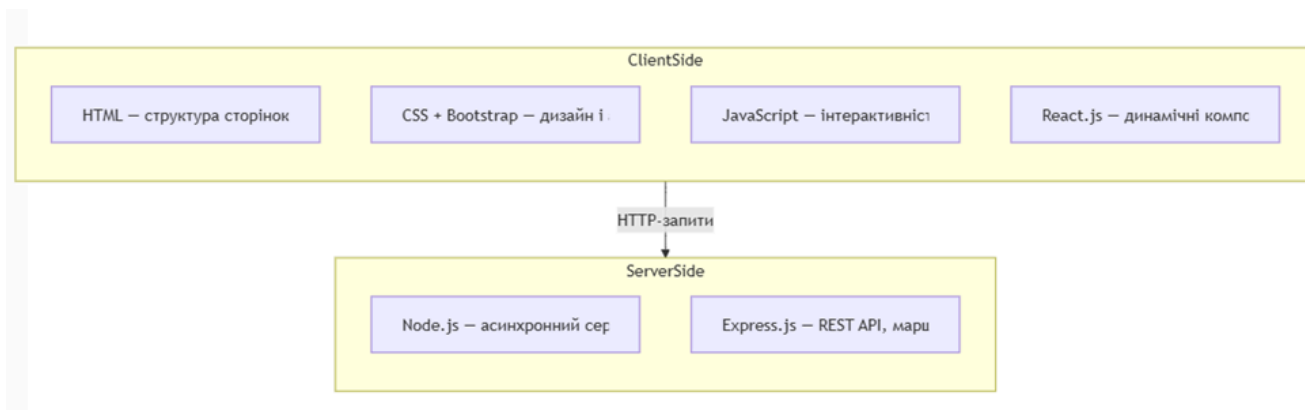 ClientSide
HTML — структура сторінок
CSS + Bootstrap — дизайн і
JavaScript — інтерактивніст
React.js — динамічні компо
HTTP-запити
ServerSide
Node.js — асинхронний сер
Express.js — REST API, марш